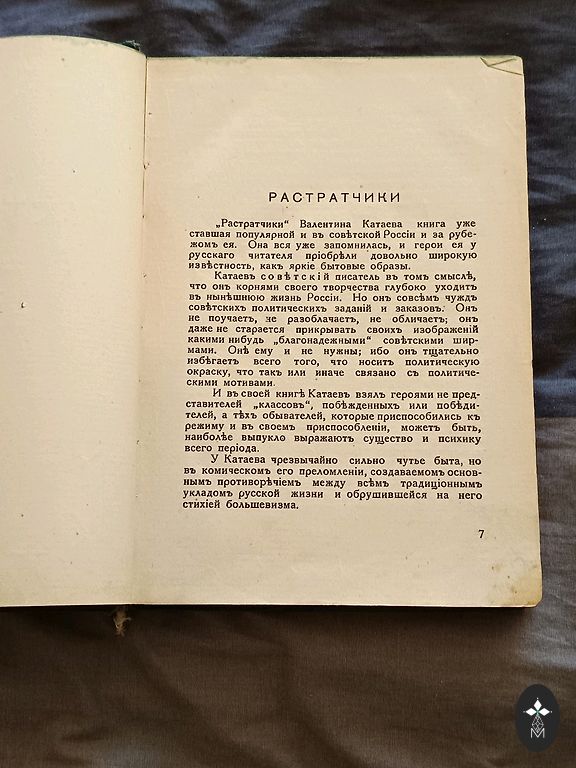 РАСТРАТЧИКИ
„Растратчики“ Валентина Катаева книга уже
ставшая популярной и въ совѣтской Россіи и за рубе-
жомъ ея. Она вся уже запомнилась, и герои ея у
русскаго читателя пріобрѣли довольно широкую
извѣстность, какъ яркіе бытовые образы.
Катаевъ совѣтскій писатель въ томъ смыслѣ,
что онъ корнями своего творчества глубоко уходитъ
въ нынѣшнюю жизнь Россіи. Но онъ совсѣмъ чуждъ
совѣтскихъ политическихъ заданій и заказовъ. Онъ
не поучаетъ, не разоблачаетъ, не обличаетъ; онъ
даже не старается прикрывать своихъ изображеній
какими нибудь „благонадежными“ совѣтскими шир-
мами. Онѣ ему и не нужны; ибо онъ тщательно
избѣгаетъ всего того, что носитъ политическую
окраску, что такъ или иначе связано съ политиче-
скими мотивами.
И въ своей книгѣ Катаевъ взялъ героями не пред-
ставителей „классовъ“, побѣжденныхъ или побѣди-
телей, а тѣхъ обывателей, которые приспособились къ
режиму и въ своемъ приспособленіи, можетъ быть,
наиболѣе выпукло выражаютъ существо и психику
всего періода.
У Катаева чрезвычайно сильно чутье быта, но
въ комическомъ его преломленіи, создаваемомъ основ-
нымъ противорѣчіемъ между всѣмъ традиціоннымъ
укладомъ русской жизни и обрушившейся на него
стихіей большевизма.
7
M